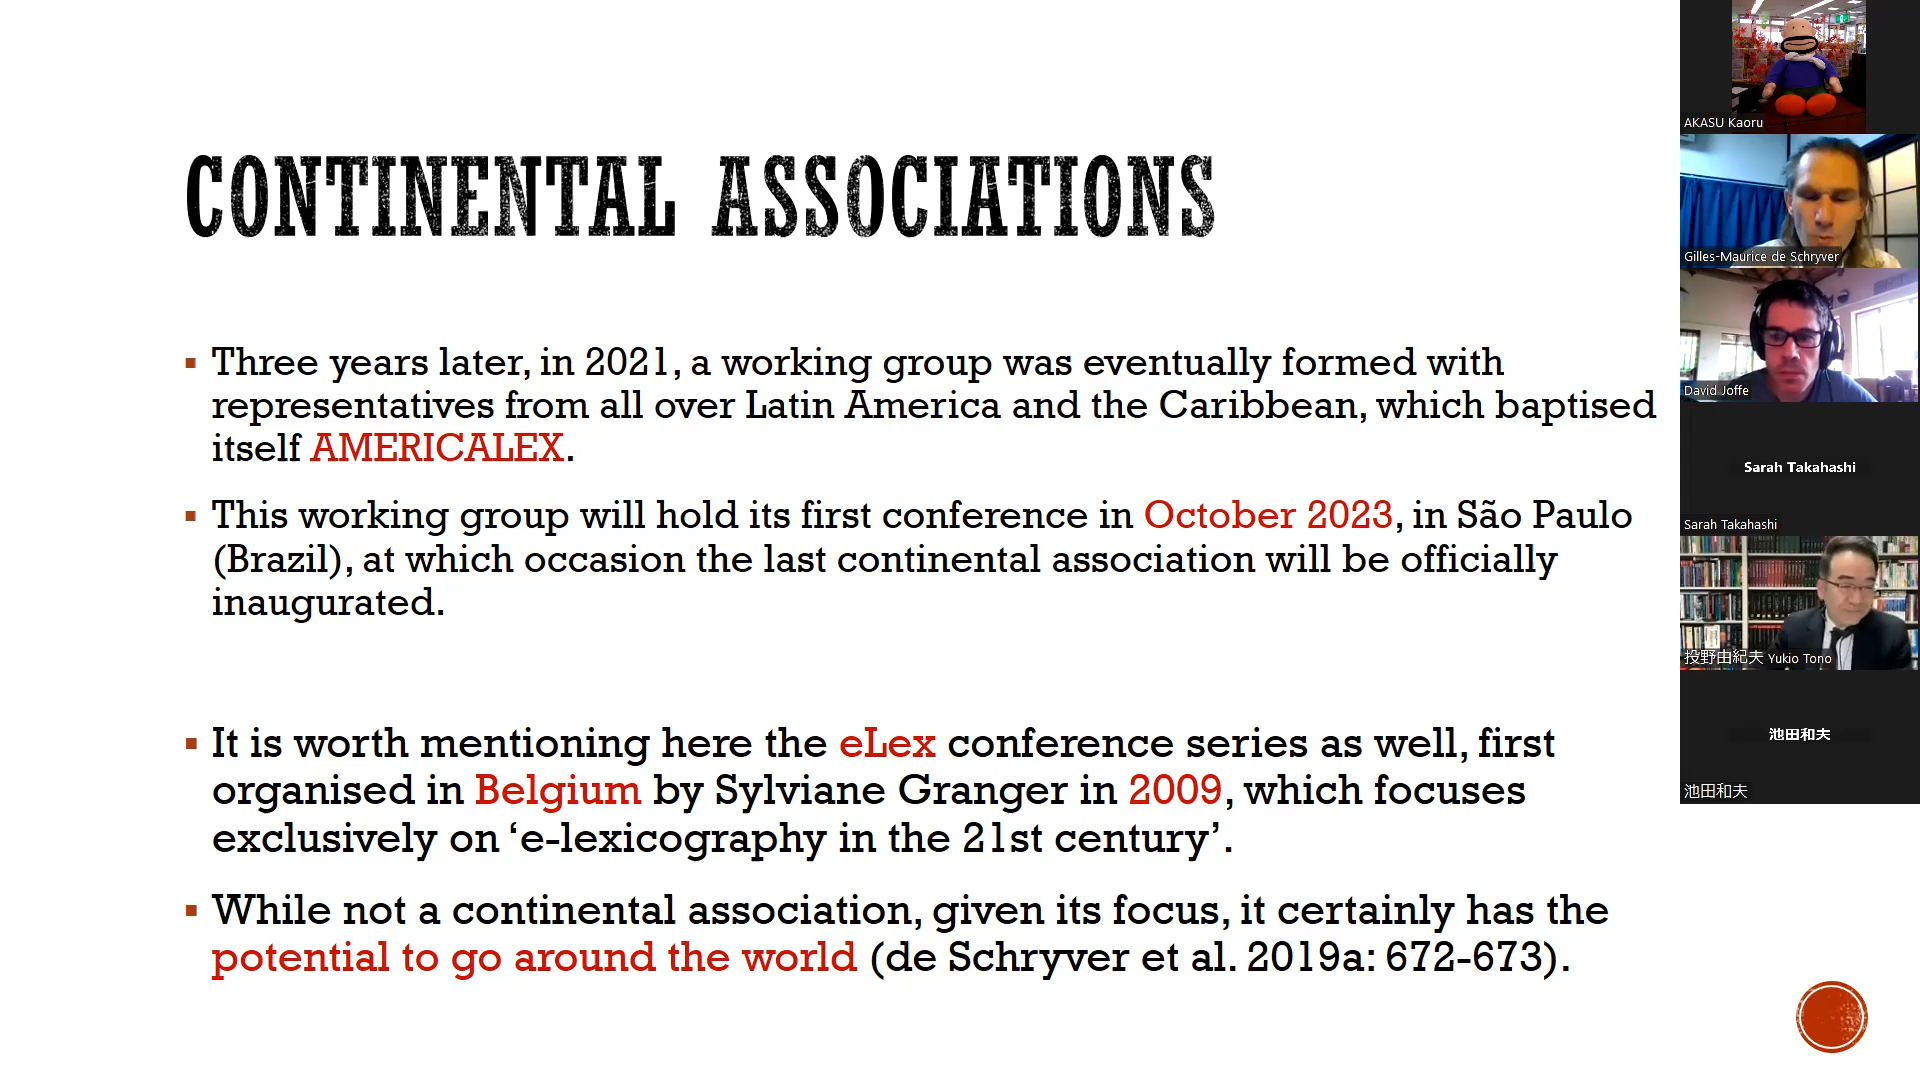 CONTINENTAL ASSOCIATIONS
Three years later, in 2021, a working group was eventually formed with
representatives from all over Latin America and the Caribbean, which baptised
itself AMERICALEX.
This working group will hold its first conference in October 2023, in São Paulo
(Brazil), at which occasion the last continental association will be officially
inaugurated.
It is worth mentioning here the eLex conference series as well, first
organised in Belgium by Sylviane Granger in 2009, which focuses
exclusively on ‘e-lexicography in the 21st century’.
While not a continental association, given its focus, it certainly has the
potential to go around the world (de Schryver et al. 2019a: 672-673).
AKASU Kaoru
Gilles-Maurice de Schryver
David Joffe
Sarah Takahashi
Sarah Takahashi
投野由紀夫 Yukio Tono
池田和夫
池田和夫